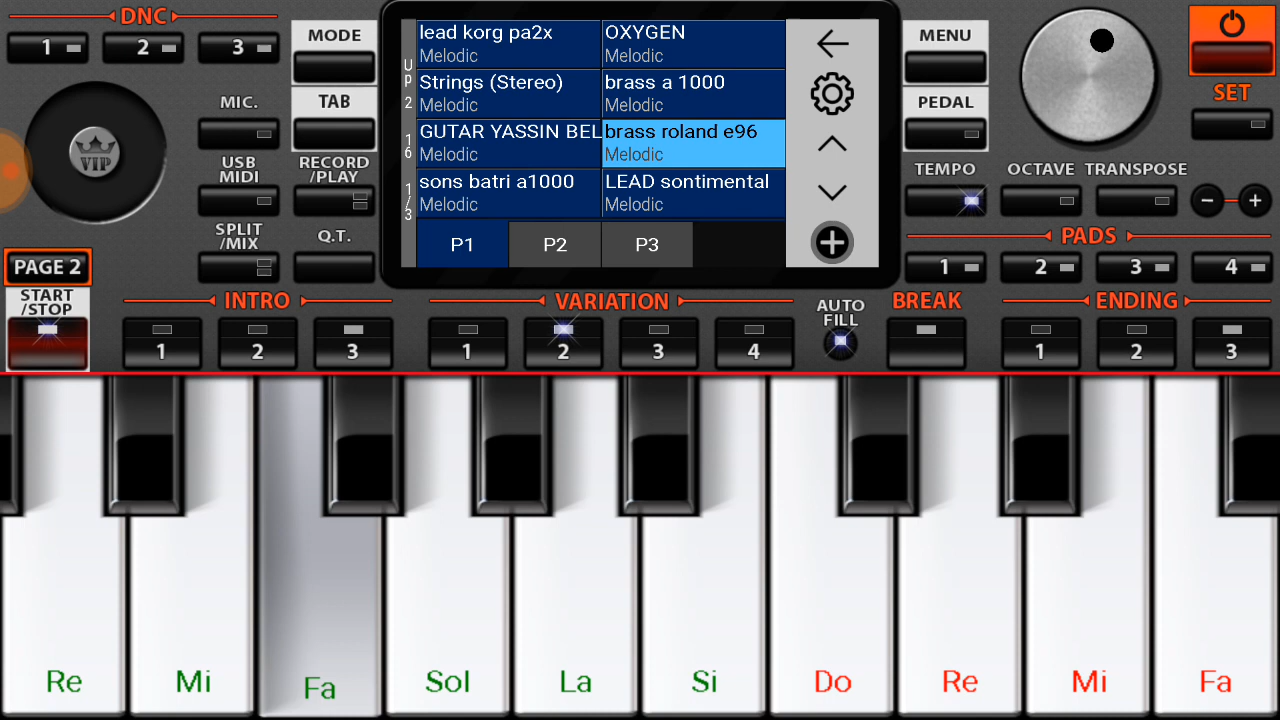 DNC
1 2 3
MODE
TAB
MIC.
USB
MIDI
RECORD
/PLAY
SPLIT
/MIX
Q.T.
VIP
PAGE 2
START
/STOP
UP 2
16
1/3
lead korg pa2x
Melodic
OXYGEN
Melodic
Strings (Stereo)
Melodic
brass a 1000
Melodic
GUTAR YASSIN BEL
Melodic
brass roland e96
Melodic
sons batri a1000
Melodic
LEAD sontimental
Melodic
P1 P2 P3
MENU
PEDAL
SET
TEMPO OCTAVE TRANSPOSE
− +
PADS
1 2 3 4
INTRO
1 2 3
VARIATION
1 2 3 4
AUTO
FILL
BREAK
ENDING
1 2 3
Re Mi Fa Sol La Si Do Re Mi Fa